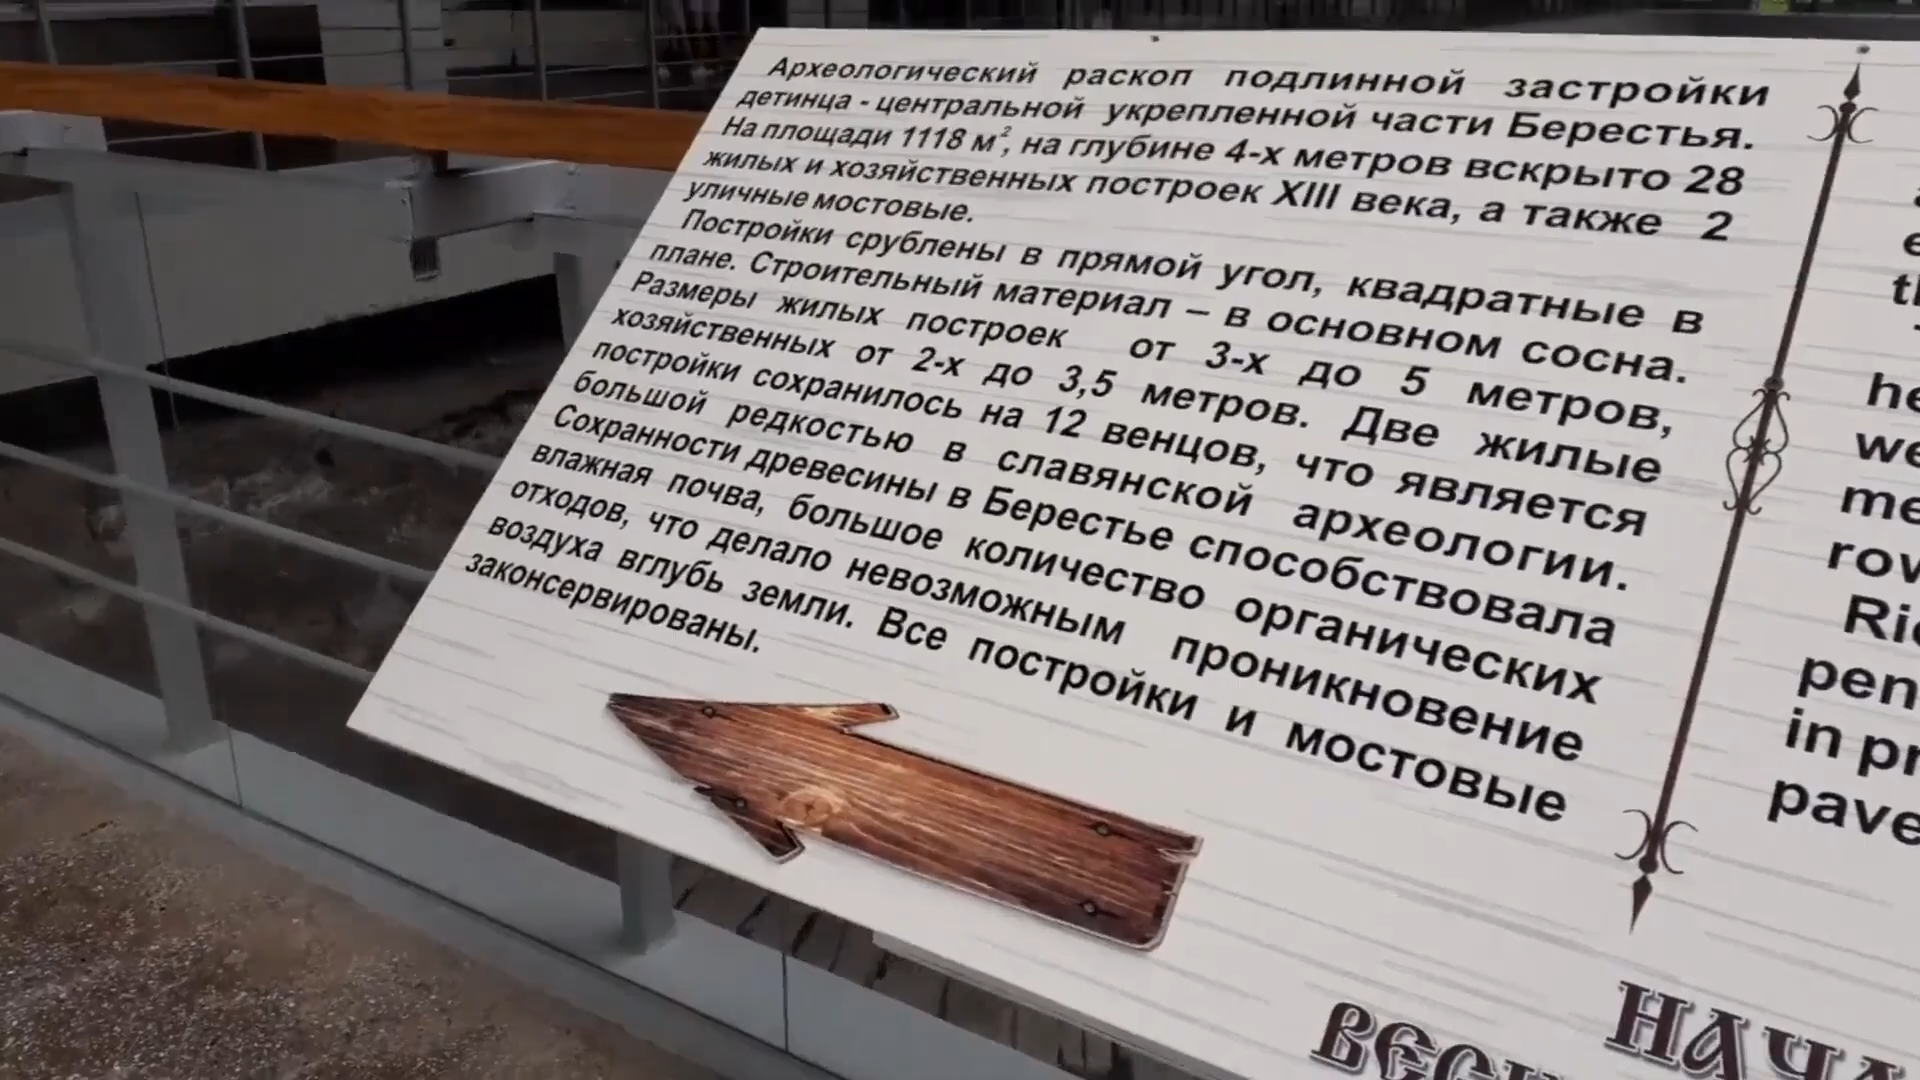 Археологический раскоп подлинной застройки
детинца - центральной укрепленной части Берестья.
На площади 1118 м², на глубине 4-х метров вскрыто 28
жилых и хозяйственных построек XIII века, а также 2
уличные мостовые.
Постройки срублены в прямой угол, квадратные в
плане. Строительный материал – в основном сосна.
Размеры жилых построек от 3-х до 5 метров,
хозяйственных от 2-х до 3,5 метров. Две жилые
постройки сохранилось на 12 венцов, что является
большой редкостью в славянской археологии.
Сохранности древесины в Берестье способствовала
влажная почва, большое количество органических
отходов, что делало невозможным проникновение
воздуха вглубь земли. Все постройки и мостовые
законсервированы.
he
we
me
row
Ric
pen
in pr
pave
НАЧА